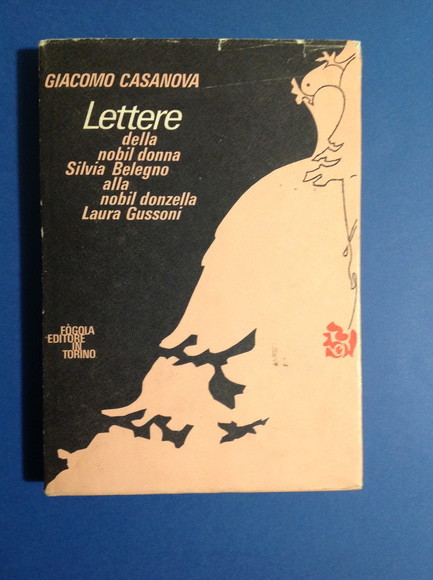 GIACOMO CASANOVA
Lettere
della
nobil donna
Silvia Belegno
alla
nobil donzella
Laura Gussoni
FÒGOLA
EDITORE
IN
TORINO